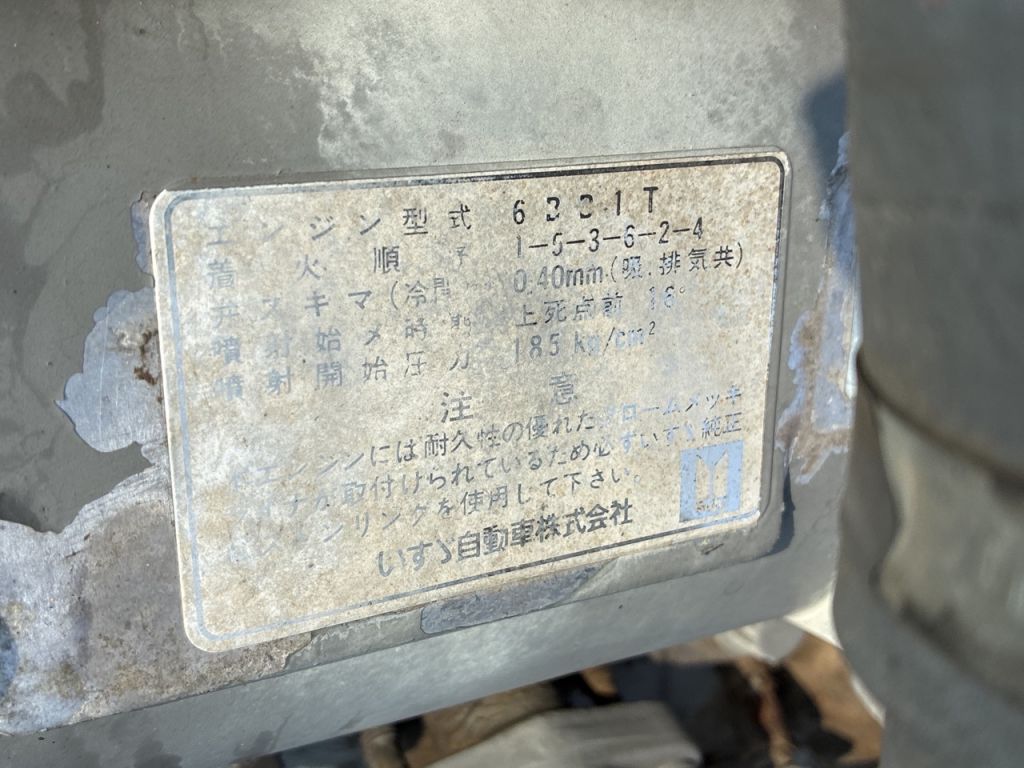 エンジン型式 6BB1T
着火順序 1-5-3-6-2-4
弁スキマ(冷間時) 0.40mm.(吸.排気共)
噴射始メ時期 上死点前 16°
噴射開始圧力 185 kg/cm²
注意
本エンジンには耐久性の優れたクロームメッキ
ライナが取付けられているため必ずいすゞ純正
ピストンリングを使用して下さい。
いすゞ自動車株式会社